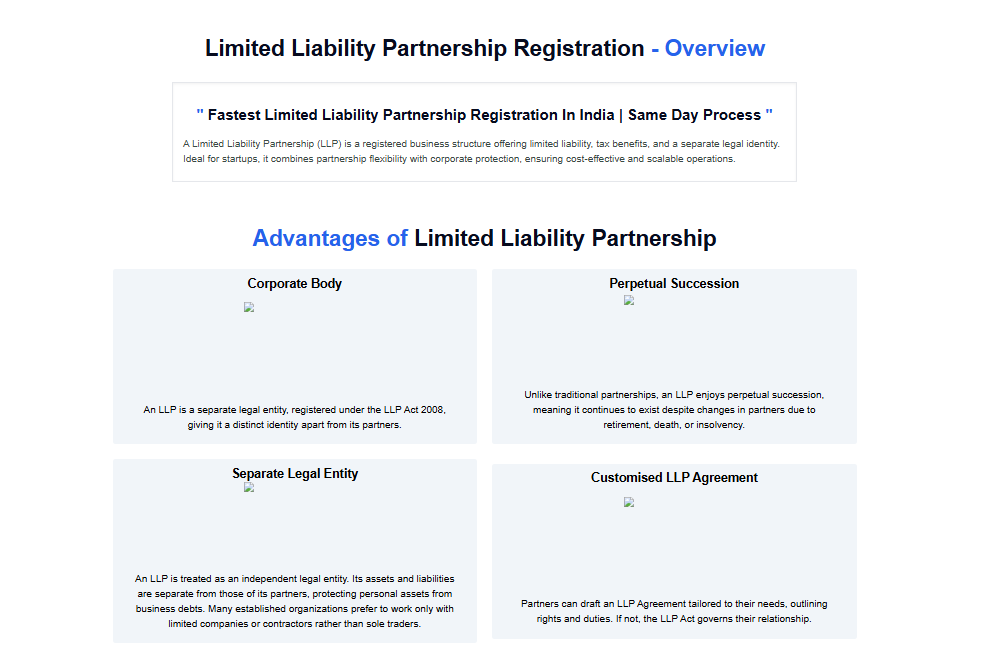 Limited Liability Partnership Registration - Overview
" Fastest Limited Liability Partnership Registration In India | Same Day Process "
A Limited Liability Partnership (LLP) is a registered business structure offering limited liability, tax benefits, and a separate legal identity.
Ideal for startups, it combines partnership flexibility with corporate protection, ensuring cost-effective and scalable operations.
Advantages of Limited Liability Partnership
Corporate Body
An LLP is a separate legal entity, registered under the LLP Act 2008,
giving it a distinct identity apart from its partners.
Perpetual Succession
Unlike traditional partnerships, an LLP enjoys perpetual succession,
meaning it continues to exist despite changes in partners due to
retirement, death, or insolvency.
Separate Legal Entity
An LLP is treated as an independent legal entity. Its assets and liabilities
are separate from those of its partners, protecting personal assets from
business debts. Many established organizations prefer to work only with
limited companies or contractors rather than sole traders.
Customised LLP Agreement
Partners can draft an LLP Agreement tailored to their needs, outlining
rights and duties. If not, the LLP Act governs their relationship.